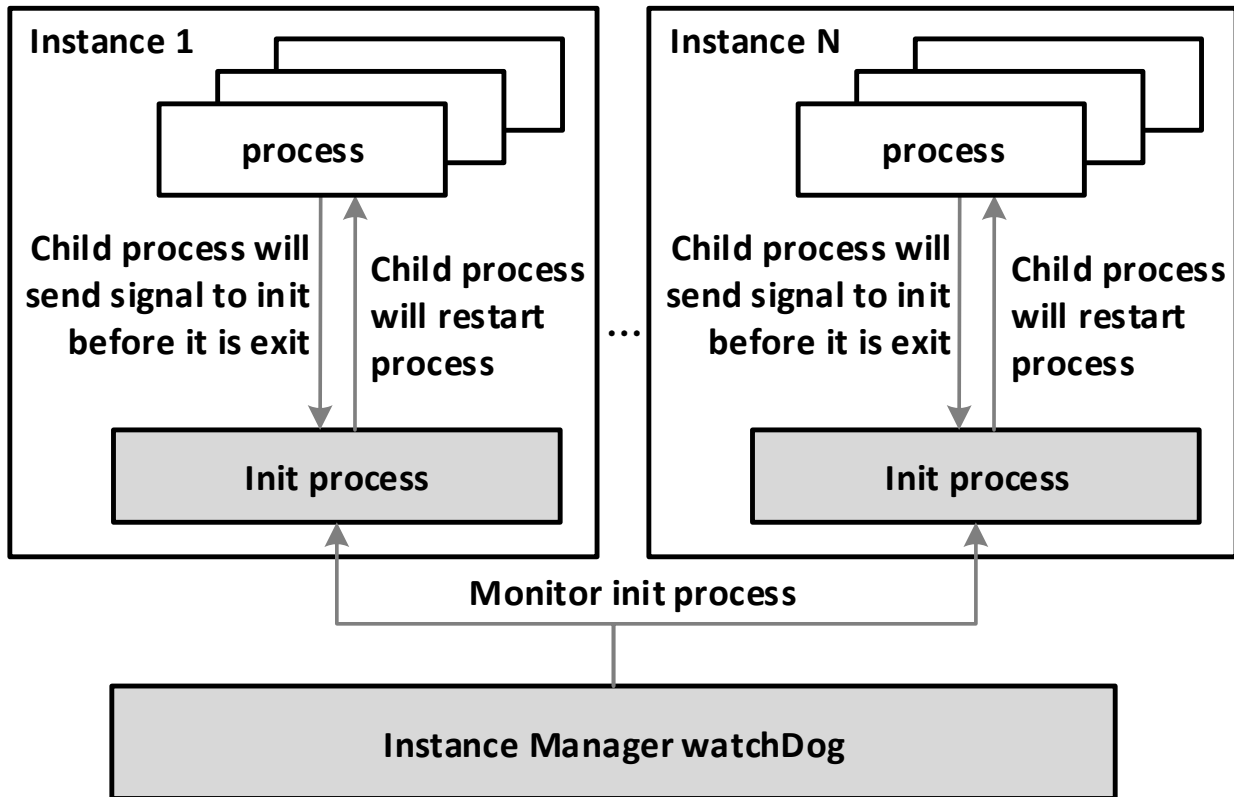 Instance 1
process
Child process will
send signal to init
before it is exit
Child process
will restart
process
Init process
...
Instance N
process
Child process will
send signal to init
before it is exit
Child process
will restart
process
Init process
Monitor init process
Instance Manager watchDog